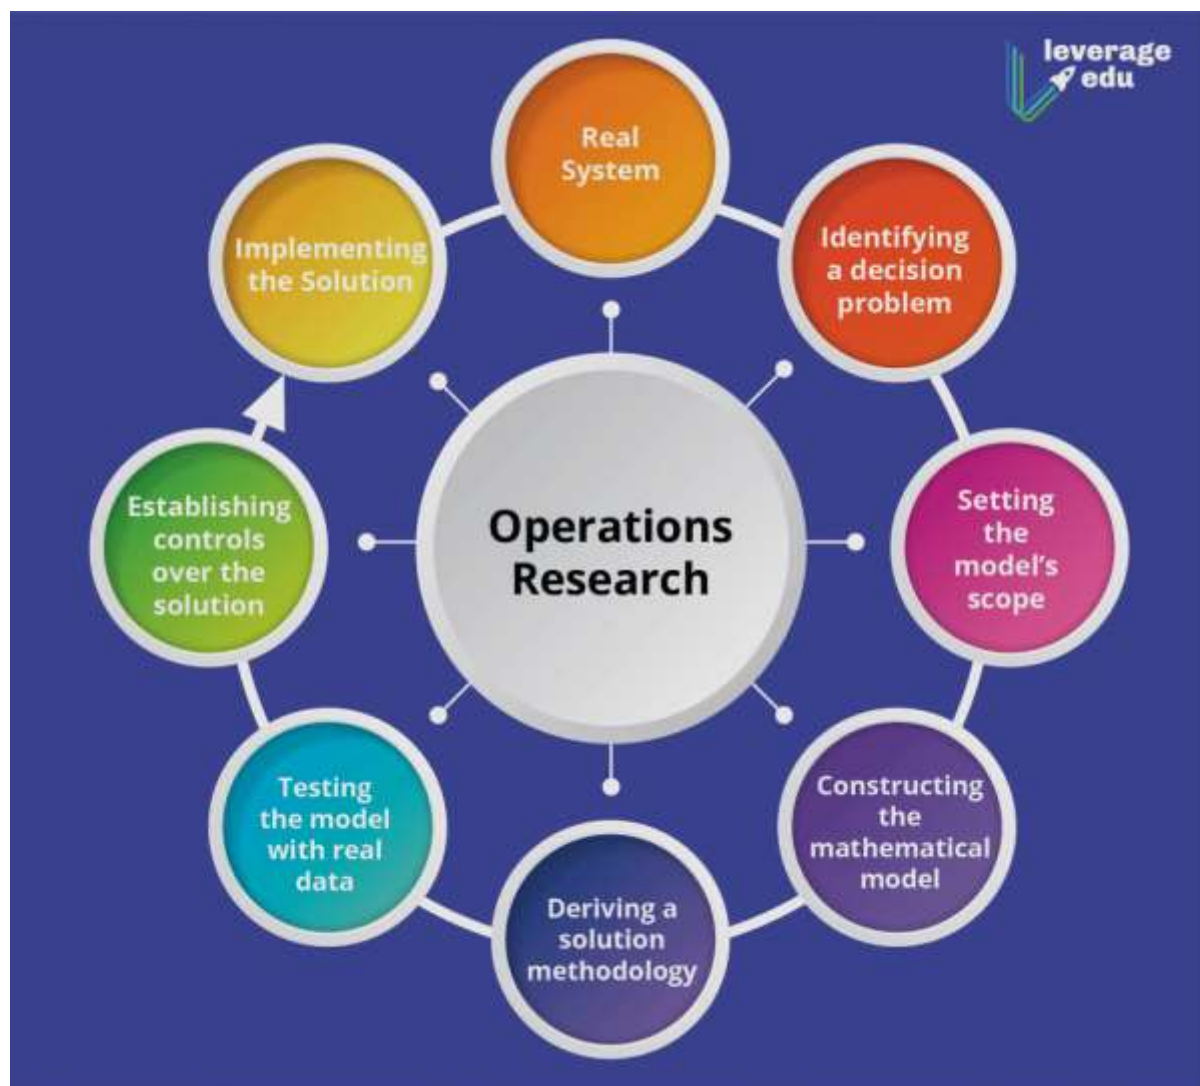 leverage
edu
Real
System
Identifying
a decision
problem
Setting
the
model's
scope
Constructing
the
mathematical
model
Deriving a
solution
methodology
Testing
the model
with real
data
Establishing
controls
over the
solution
Implementing
the Solution
Operations
Research